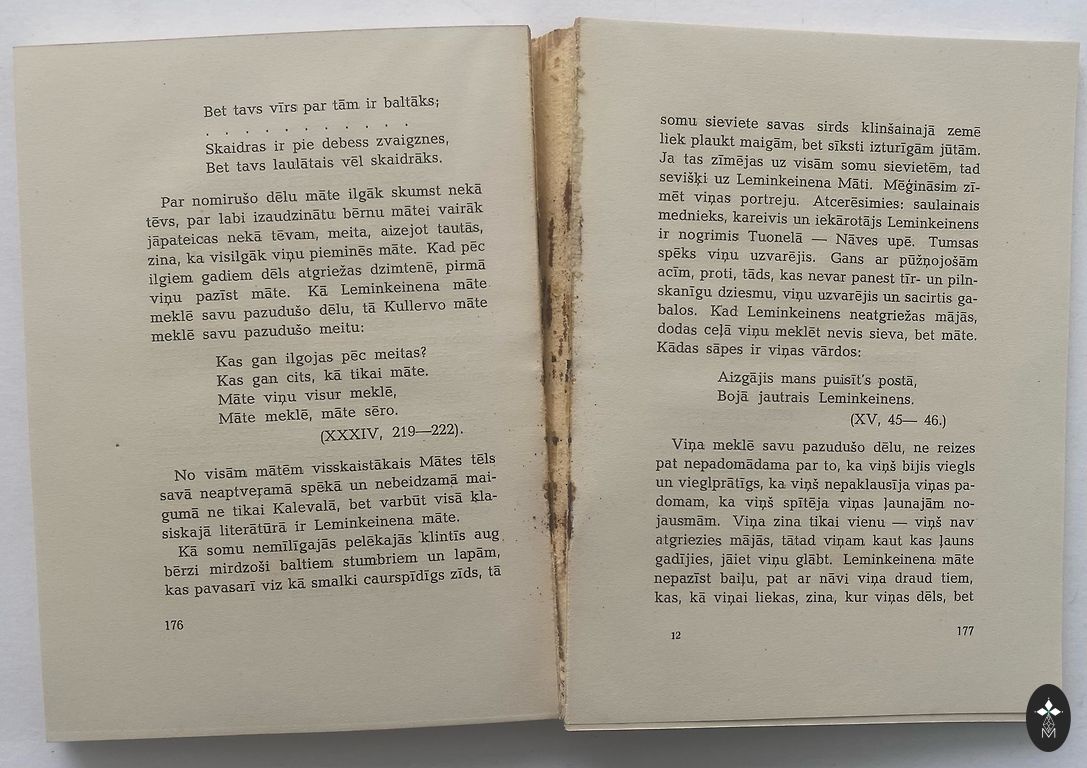 Bet tavs vīrs par tām ir baltāks;
. . . . . . . . . . .
Skaidras ir pie debess zvaigznes,
Bet tavs laulātais vēl skaidrāks.
Par nomirušo dēlu māte ilgāk skumst nekā
tēvs, par labi izaudzinātu bērnu mātei vairāk
jāpateicas nekā tēvam, meita, aizejot tautās,
zina, ka visilgāk viņu pieminēs māte. Kad pēc
ilgiem gadiem dēls atgriežas dzimtenē, pirmā
viņu pazīst māte. Kā Leminkeinena māte
meklē savu pazudušo dēlu, tā Kullervo māte
meklē savu pazudušo meitu:
Kas gan ilgojas pēc meitas?
Kas gan cits, kā tikai māte.
Māte viņu visur meklē,
Māte meklē, māte sēro.
(XXXIV, 219—222).
No visām mātēm visskaistākais Mātes tēls
savā neaptveŗamā spēkā un nebeidzamā mai-
gumā ne tikai Kalevalā, bet varbūt visā kļa-
siskajā literātūrā ir Leminkeinena māte.
Kā somu nemīlīgajās pelēkajās klintīs aug
bērzi mirdzoši baltiem stumbriem un lapām,
kas pavasarī viz kā smalki caurspīdīgs zīds, tā
176
somu sieviete savas sirds klinšainajā zemē
liek plaukt maigām, bet sīksti izturīgām jūtām.
Ja tas zīmējas uz visām somu sievietēm, tad
sevišķi uz Leminkeinena Māti. Mēģināsim zī-
mēt viņas portreju. Atcerēsimies: saulainais
mednieks, kareivis un iekārotājs Leminkeinens
ir nogrimis Tuonelā — Nāves upē. Tumsas
spēks viņu uzvarējis. Gans ar pūžņojošām
acīm, proti, tāds, kas nevar panest tīr- un piln-
skanīgu dziesmu, viņu uzvarējis un sacirtis ga-
balos. Kad Leminkeinens neatgriežas mājās,
dodas ceļā viņu meklēt nevis sieva, bet māte.
Kādas sāpes ir viņas vārdos:
Aizgājis mans puisīt's postā,
Bojā jautrais Leminkeinens.
(XV, 45— 46.)
Viņa meklē savu pazudušo dēlu, ne reizes
pat nepadomādama par to, ka viņš bijis viegls
un vieglprātīgs, ka viņš nepaklausīja viņas pa-
domam, ka viņš spītēja viņas ļaunajām no-
jausmām. Viņa zina tikai vienu — viņš nav
atgriezies mājās, tātad viņam kaut kas ļauns
gadījies, jāiet viņu glābt. Leminkeinena māte
nepazīst baiļu, pat ar nāvi viņa draud tiem,
kas, kā viņai liekas, zina, kur viņas dēls, bet
12
177
M